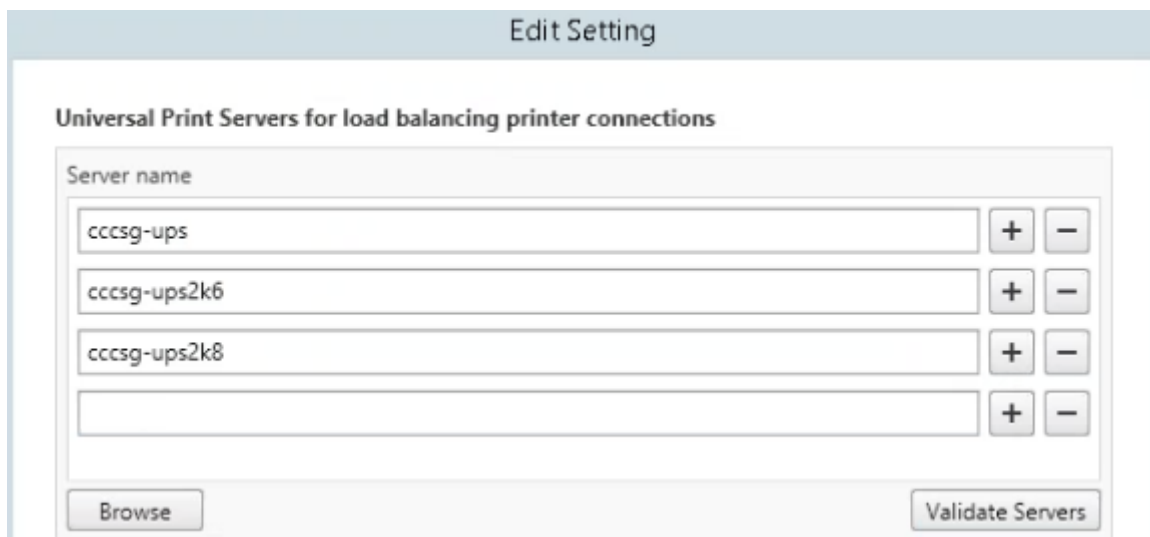 Edit Setting
Universal Print Servers for load balancing printer connections
Server name
cccsg-ups
+ −
cccsg-ups2k6
+ −
cccsg-ups2k8
+ −
+ −
Browse
Validate Servers